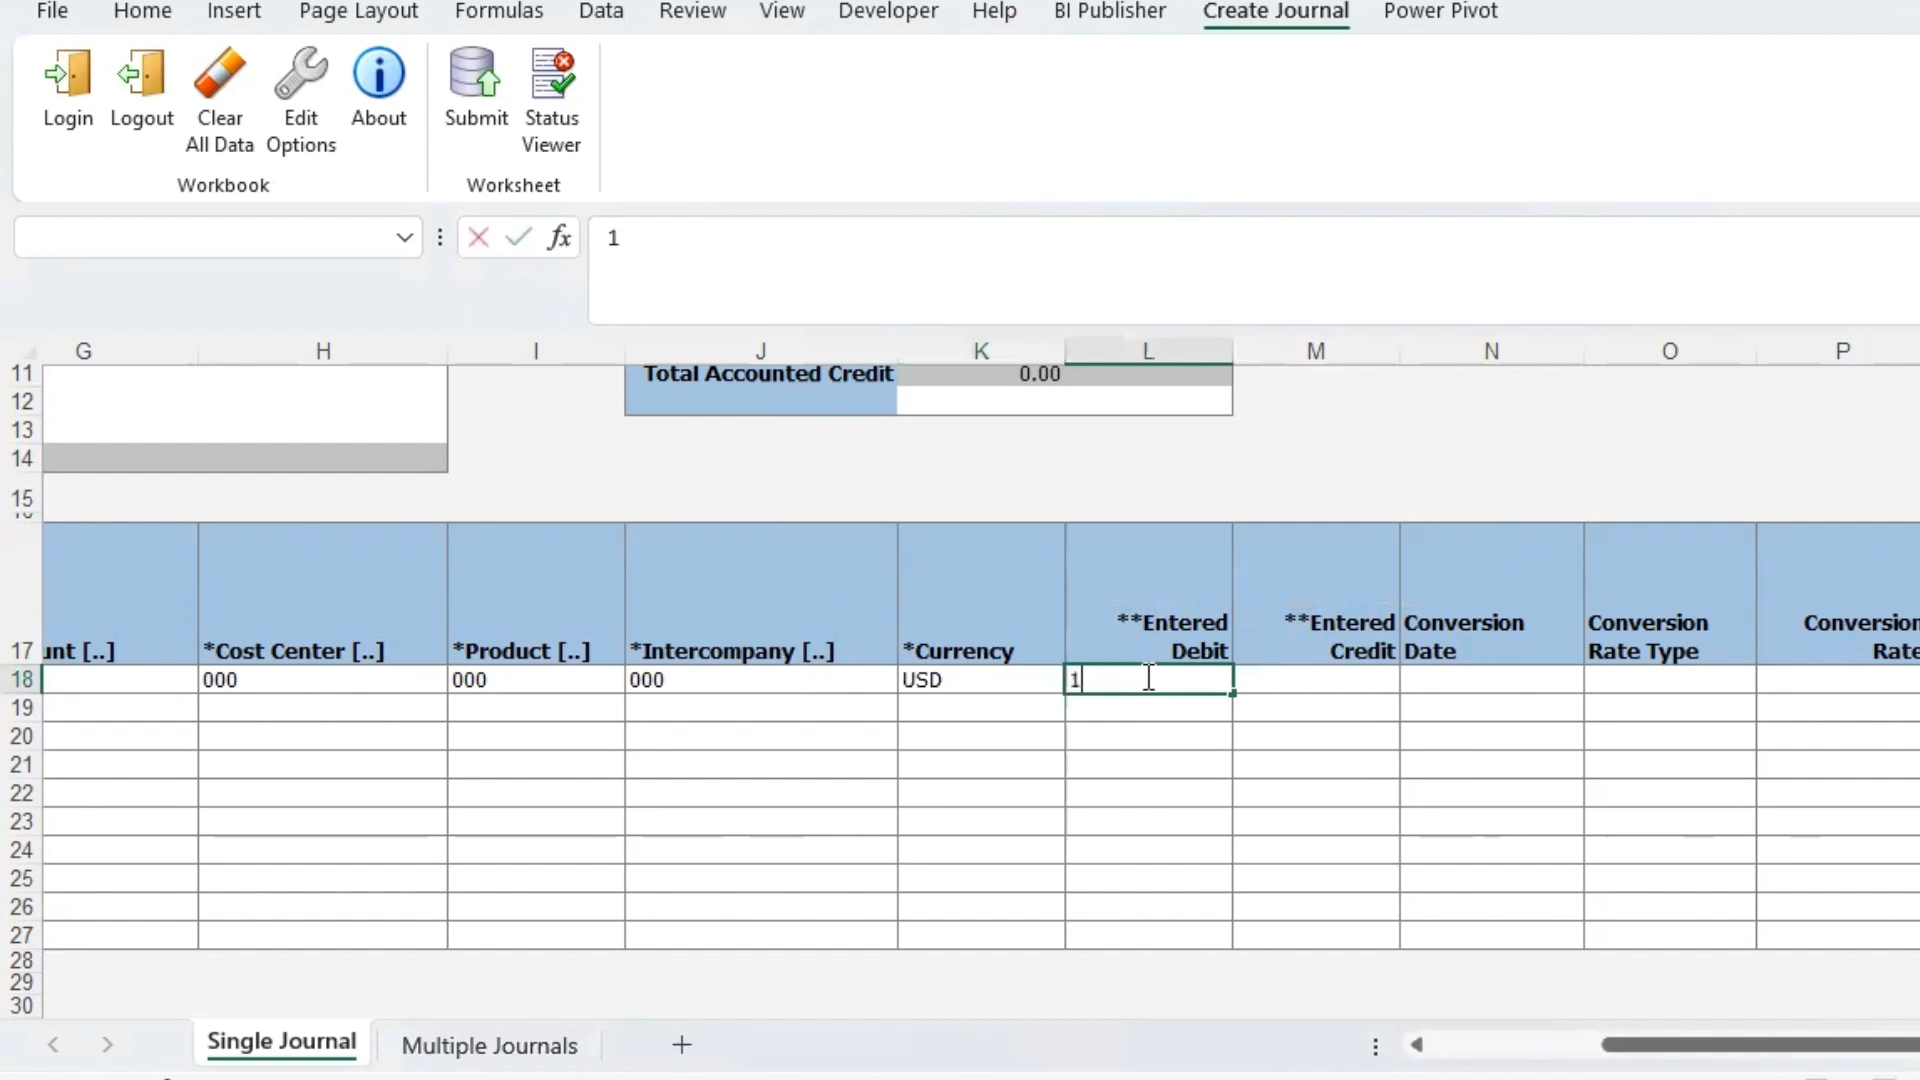 File Home Insert Page Layout Formulas Data Review View Developer Help BI Publisher Create Journal Power Pivot
Login Logout Clear All Data Edit Options About Submit Status Viewer
Workbook Worksheet
fx 1
G H I J K L M N O P
11 Total Accounted Credit 0.00
12
13
14
15
17 unt [..] *Cost Center [..] *Product [..] *Intercompany [..] *Currency **Entered Debit **Entered Credit Conversion Date Conversion Rate Type Conversion Rate
18 000 000 000 USD 1
19
20
21
22
23
24
25
26
27
28
29
30
Single Journal Multiple Journals +